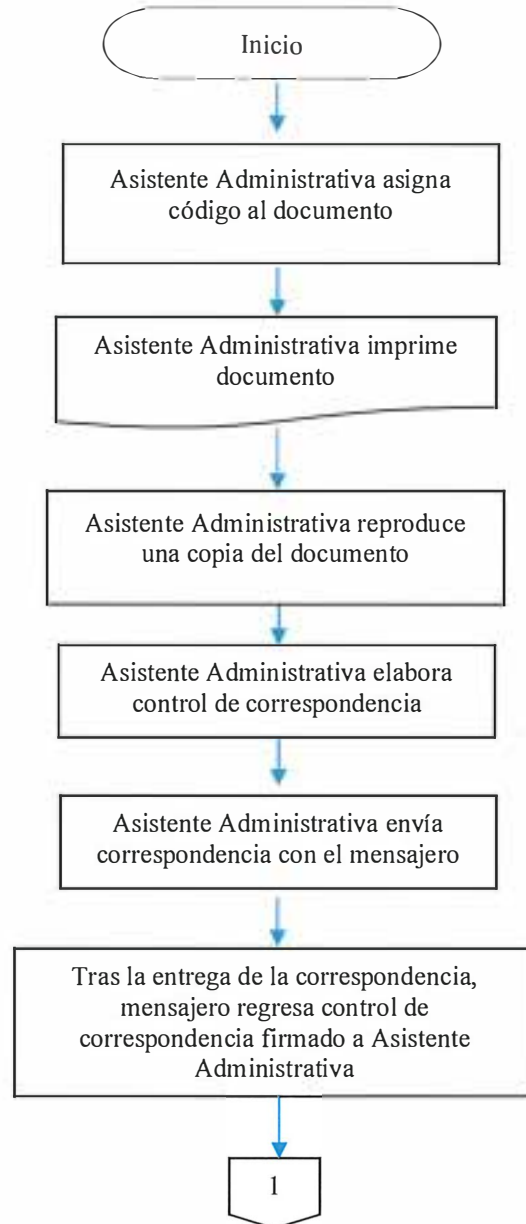 Inicio
Asistente Administrativa asigna
código al documento
Asistente Administrativa imprime
documento
Asistente Administrativa reproduce
una copia del documento
Asistente Administrativa elabora
control de correspondencia
Asistente Administrativa envía
correspondencia con el mensajero
Tras la entrega de la correspondencia,
mensajero regresa control de
correspondencia firmado a Asistente
Administrativa
1